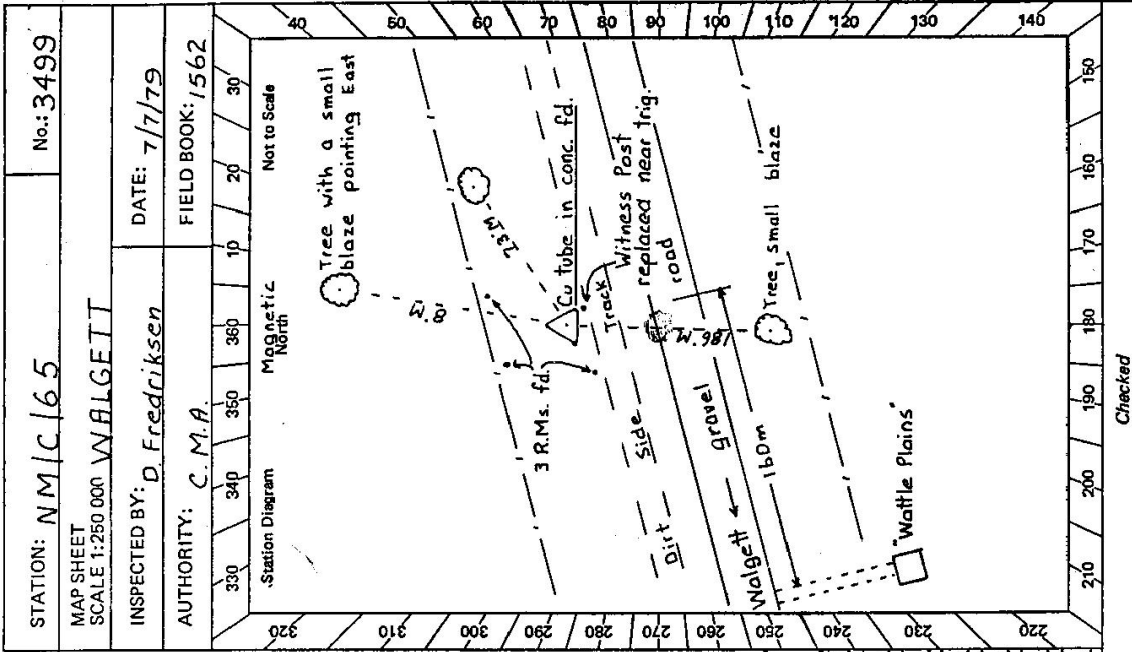 STATION: NM/C/65
No.: 3499
MAP SHEET
SCALE 1:250 000 WALGETT
INSPECTED BY: D. Fredriksen
DATE: 7/7/79
AUTHORITY: C.M.A.
FIELD BOOK: 1562
330 340 350 360 10 20 30
Station Diagram
Magnetic
North
Not to Scale
40
50
60
70
80
90
100
110
120
130
140
320
310
300
290
280
270
260
250
240
230
220
Tree with a small
blaze pointing East
8.M
23.M
3 R.Ms. fd.
Cu tube in conc. fd.
Dirt Side Track
Witness Post
replaced near trig.
Walgett gravel road
186.M
160m
Tree, small blaze
"Wattle Plains"
210 200 190 180 170 160 150
Checked